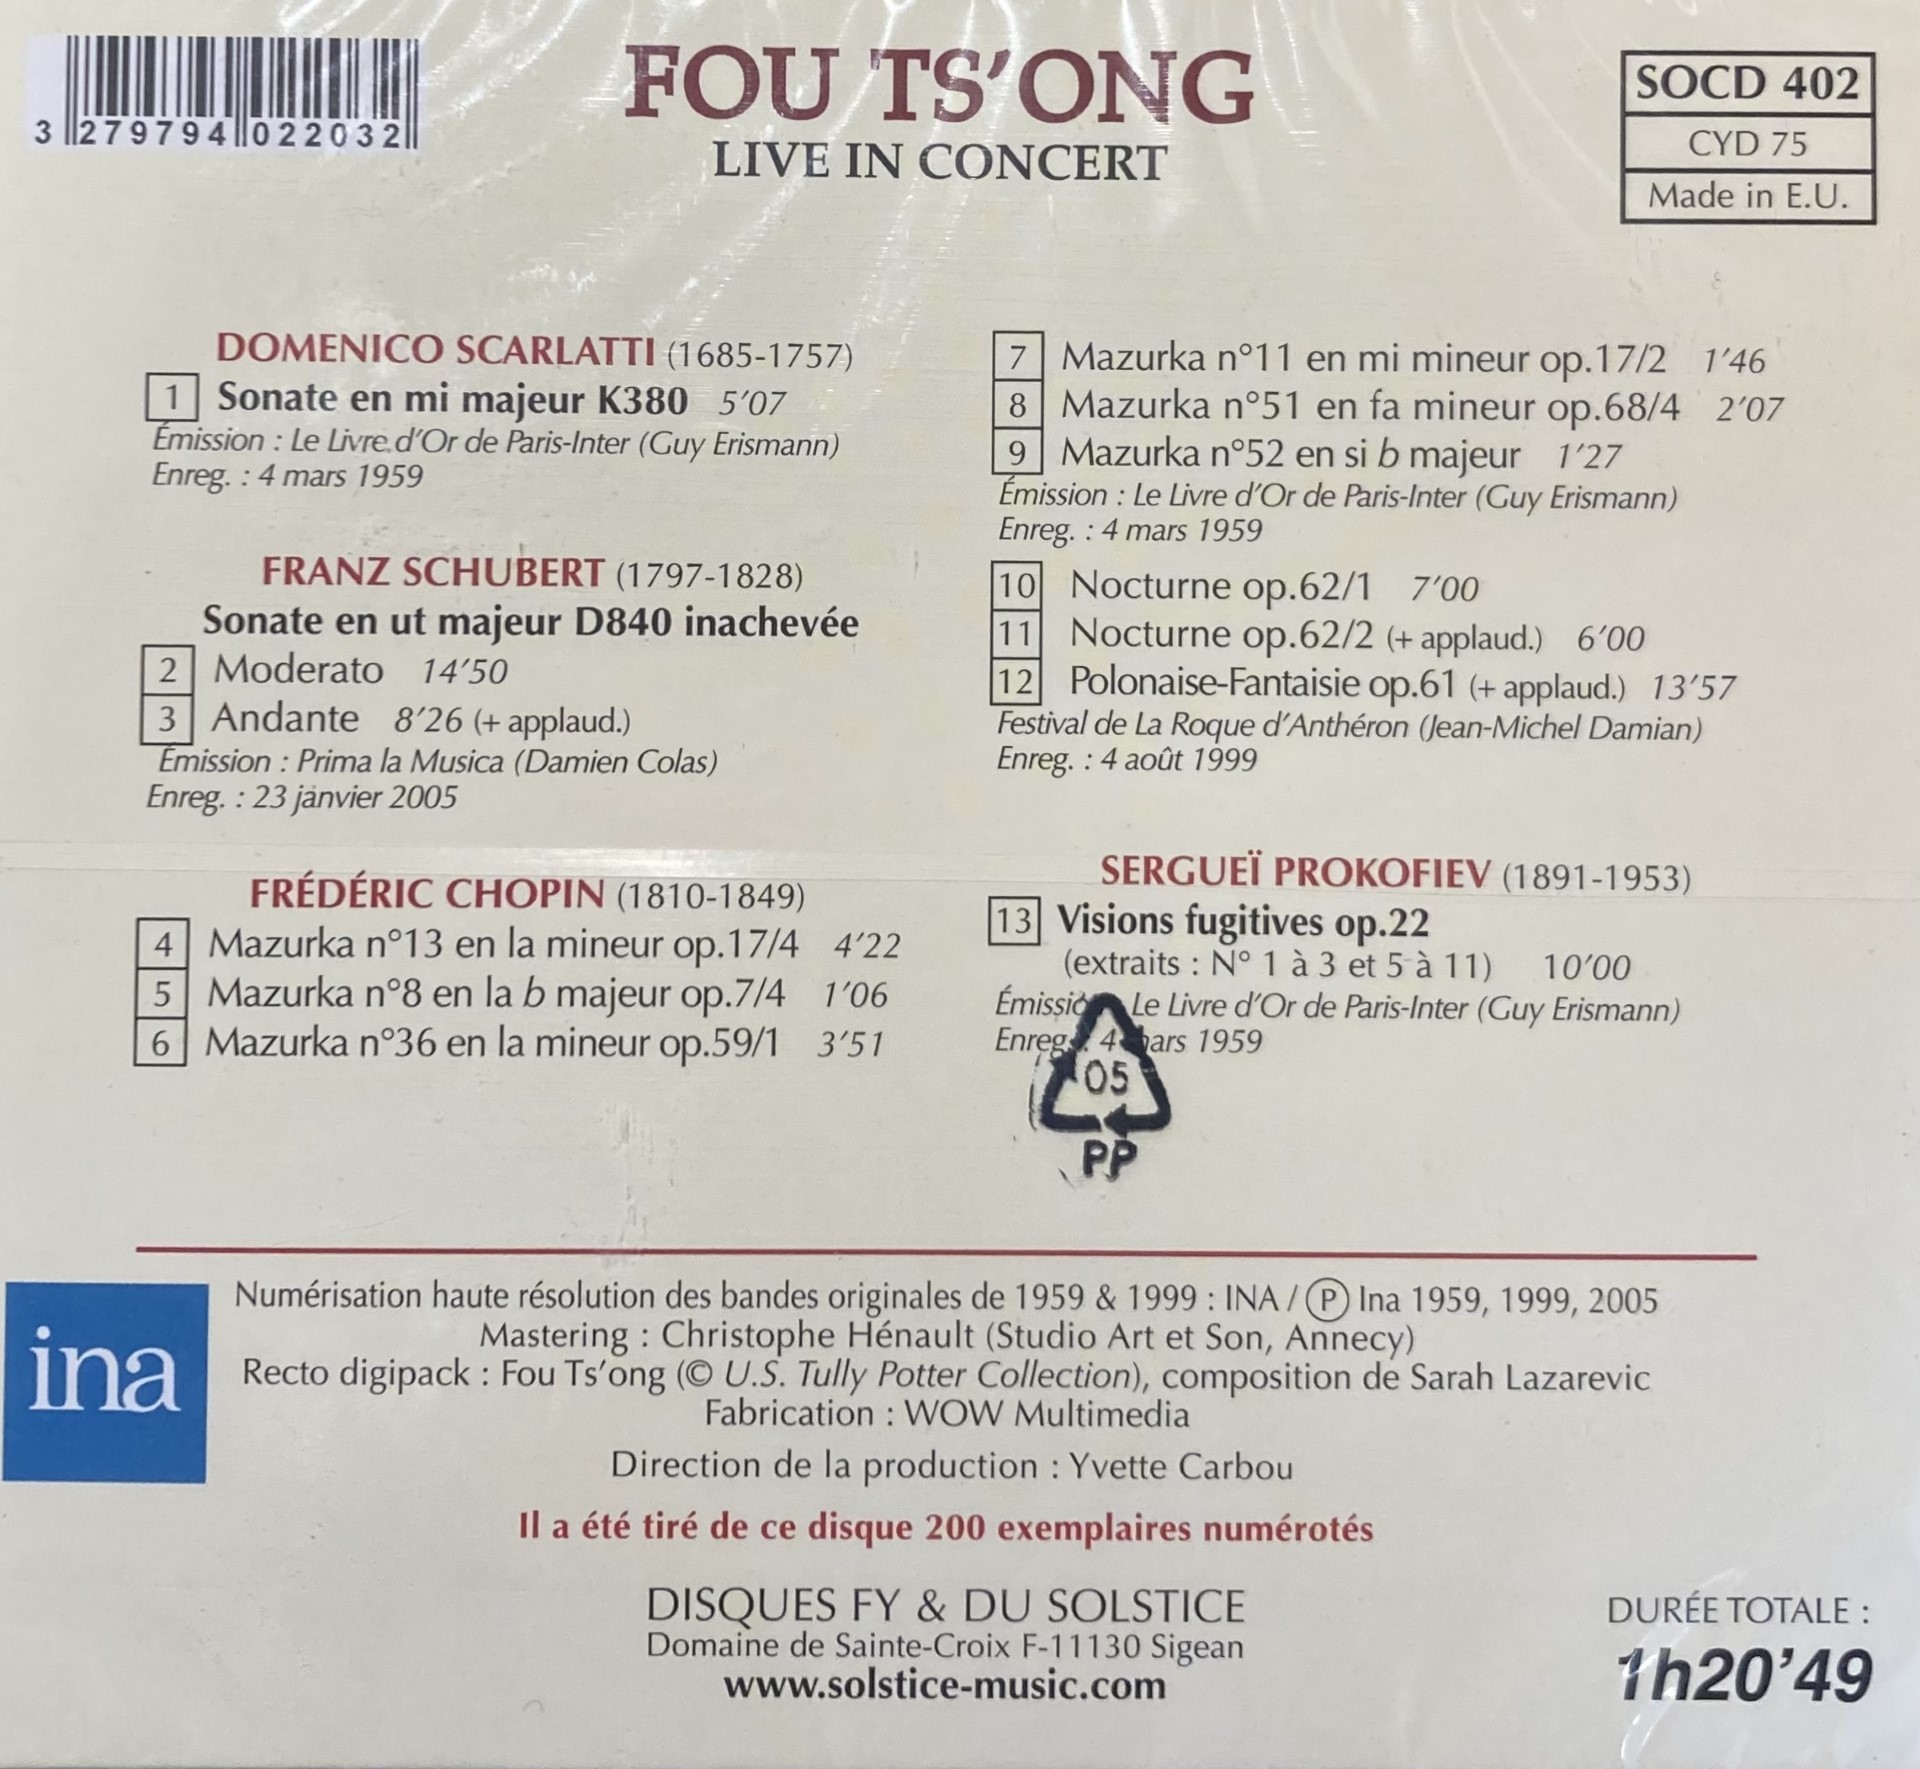 3 279794 022032
FOU TS'ONG
LIVE IN CONCERT
SOCD 402
CYD 75
Made in E.U.
DOMENICO SCARLATTI (1685-1757)
1 Sonate en mi majeur K380 5'07
Émission : Le Livre d'Or de Paris-Inter (Guy Erismann)
Enreg. : 4 mars 1959
FRANZ SCHUBERT (1797-1828)
Sonate en ut majeur D840 inachevée
2 Moderato 14'50
3 Andante 8'26 (+ applaud.)
Émission : Prima la Musica (Damien Colas)
Enreg. : 23 janvier 2005
FRÉDÉRIC CHOPIN (1810-1849)
4 Mazurka n°13 en la mineur op.17/4 4'22
5 Mazurka n°8 en la b majeur op.7/4 1'06
6 Mazurka n°36 en la mineur op.59/1 3'51
7 Mazurka n°11 en mi mineur op.17/2 1'46
8 Mazurka n°51 en fa mineur op.68/4 2'07
9 Mazurka n°52 en si b majeur 1'27
Émission : Le Livre d'Or de Paris-Inter (Guy Erismann)
Enreg. : 4 mars 1959
10 Nocturne op.62/1 7'00
11 Nocturne op.62/2 (+ applaud.) 6'00
12 Polonaise-Fantaisie op.61 (+ applaud.) 13'57
Festival de La Roque d'Anthéron (Jean-Michel Damian)
Enreg. : 4 août 1999
SERGUEÏ PROKOFIEV (1891-1953)
13 Visions fugitives op.22
(extraits : N° 1 à 3 et 5 à 11) 10'00
Émission : Le Livre d'Or de Paris-Inter (Guy Erismann)
Enreg. : 4 mars 1959
05
PP
ina
Numérisation haute résolution des bandes originales de 1959 & 1999 : INA / Ⓟ Ina 1959, 1999, 2005
Mastering : Christophe Hénault (Studio Art et Son, Annecy)
Recto digipack : Fou Ts'ong (© U.S. Tully Potter Collection), composition de Sarah Lazarevic
Fabrication : WOW Multimedia
Direction de la production : Yvette Carbou
Il a été tiré de ce disque 200 exemplaires numérotés
DISQUES FY & DU SOLSTICE
Domaine de Sainte-Croix F-11130 Sigean
www.solstice-music.com
DURÉE TOTALE :
1h20'49